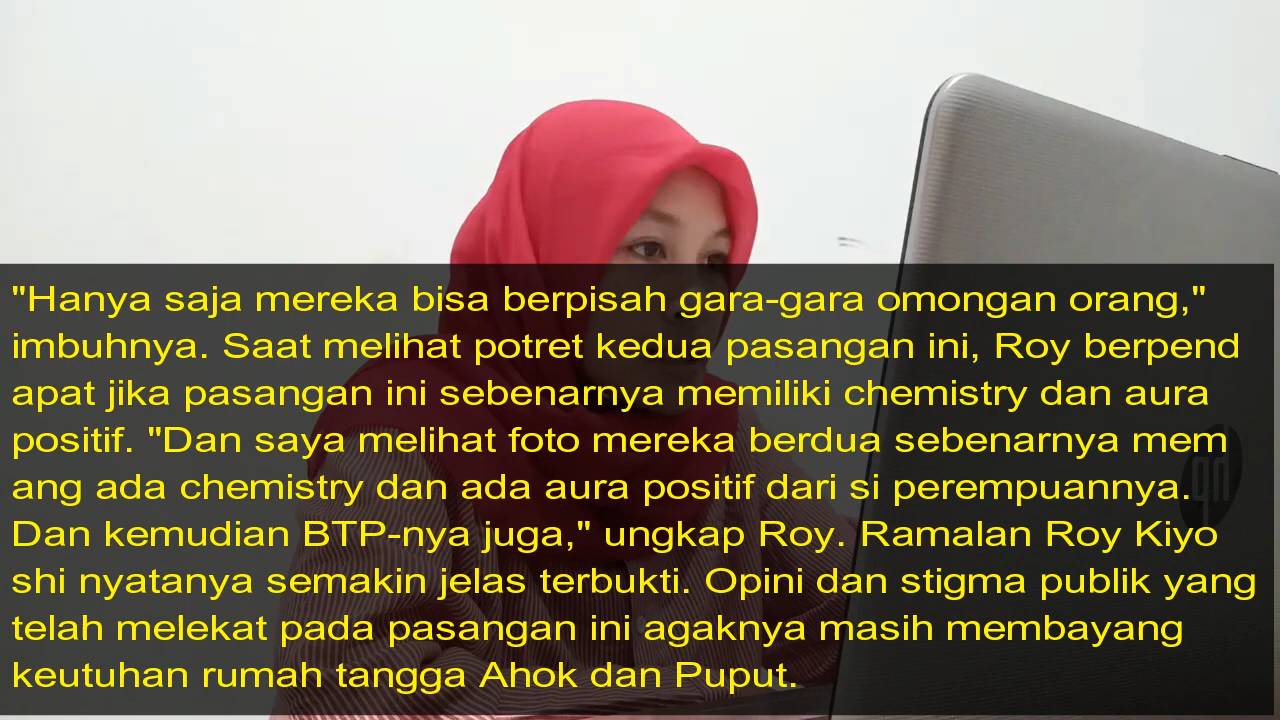 "Hanya saja mereka bisa berpisah gara-gara omongan orang,"
imbuhnya. Saat melihat potret kedua pasangan ini, Roy berpend
apat jika pasangan ini sebenarnya memiliki chemistry dan aura
positif. "Dan saya melihat foto mereka berdua sebenarnya mem
ang ada chemistry dan ada aura positif dari si perempuannya.
Dan kemudian BTP-nya juga," ungkap Roy. Ramalan Roy Kiyo
shi nyatanya semakin jelas terbukti. Opini dan stigma publik yang
telah melekat pada pasangan ini agaknya masih membayang
keutuhan rumah tangga Ahok dan Puput.